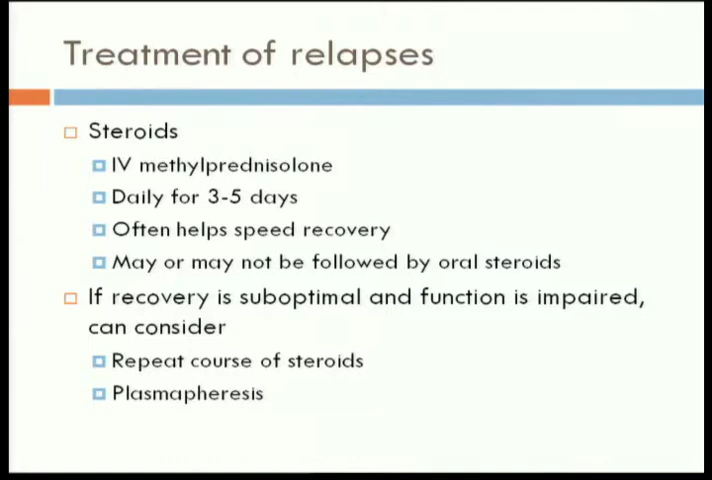 Treatment of relapses
Steroids
IV methylprednisolone
Daily for 3-5 days
Often helps speed recovery
May or may not be followed by oral steroids
If recovery is suboptimal and function is impaired,
can consider
Repeat course of steroids
Plasmapheresis